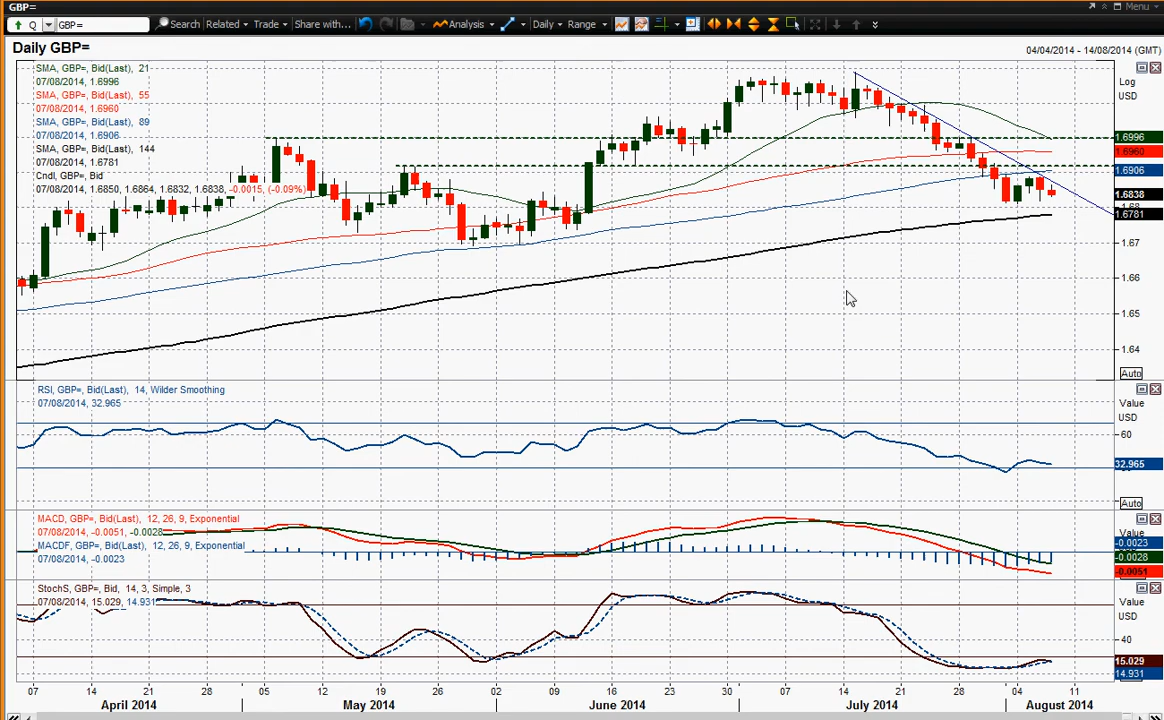 GBP=
Menu
Q GBP= Search Related Trade Share with... Analysis Daily Range
Daily GBP=
04/04/2014 - 14/08/2014 (GMT)
SMA, GBP=, Bid(Last), 21
07/08/2014, 1.6996
SMA, GBP=, Bid(Last), 55
07/08/2014, 1.6960
SMA, GBP=, Bid(Last), 89
07/08/2014, 1.6906
SMA, GBP=, Bid(Last), 144
07/08/2014, 1.6781
Cndl, GBP=, Bid
07/08/2014, 1.6850, 1.6864, 1.6832, 1.6838, -0.0015, (-0.09%)
Log
USD
1.6996
1.6960
1.6906
1.6838
1.68
1.6781
1.67
1.66
1.65
1.64
Auto
RSI, GBP=, Bid(Last), 14, Wilder Smoothing
07/08/2014, 32.965
Value
USD
60
32.965
Auto
MACD, GBP=, Bid(Last), 12, 26, 9, Exponential
07/08/2014, -0.0051, -0.0028
MACDF, GBP=, Bid(Last), 12, 26, 9, Exponential
07/08/2014, -0.0023
Value
-0.0023
-0.0028
-0.0051
StochS, GBP=, Bid, 14, 3, Simple, 3
07/08/2014, 15.029, 14.931
Value
USD
40
15.029
14.931
07 14 21 28 05 12 19 26 02 09 16 23 30 07 14 21 28 04 11
April 2014 May 2014 June 2014 July 2014 August 2014